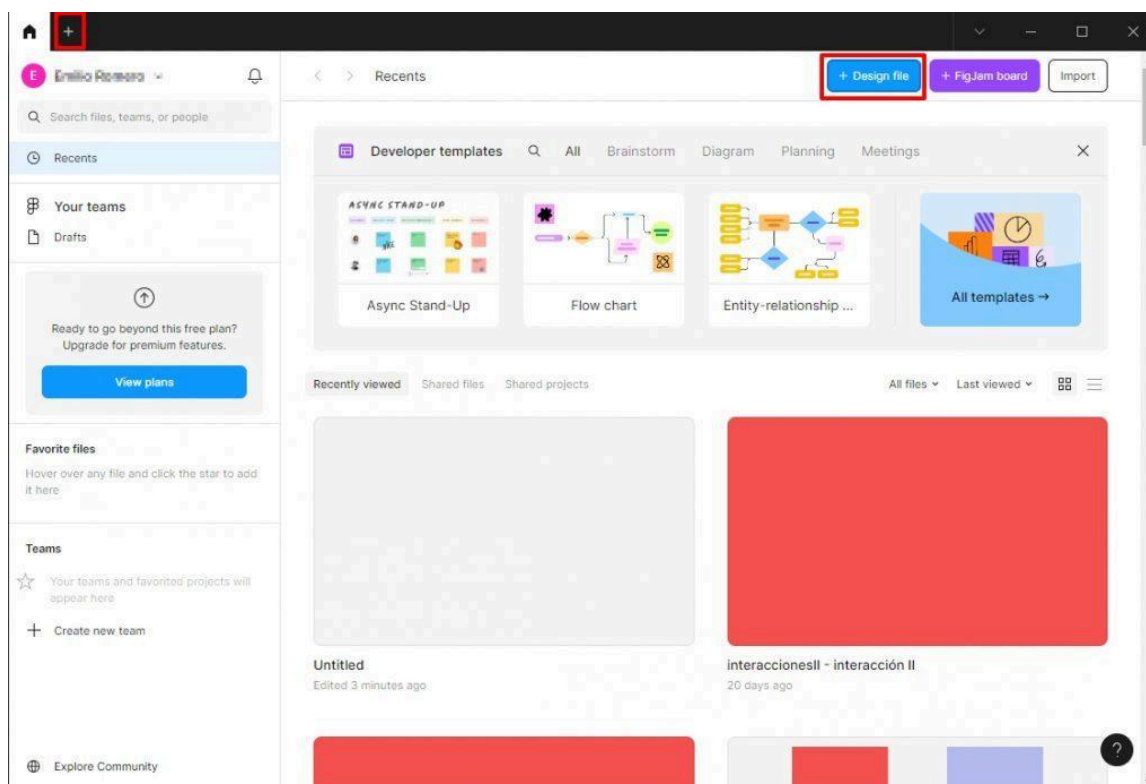 +
E
Emilio Romero
Recents
+ Design file
+ FigJam board
Import
Search files, teams, or people
Recents
Your teams
Drafts
Ready to go beyond this free plan?
Upgrade for premium features.
View plans
Favorite files
Hover over any file and click the star to add
it here
Teams
Your teams and favorited projects will
appear here
+ Create new team
Explore Community
Developer templates
All
Brainstorm
Diagram
Planning
Meetings
ASYNC STAND-UP
Async Stand-Up
Flow chart
Entity-relationship ...
All templates →
Recently viewed
Shared files
Shared projects
All files
Last viewed
Untitled
Edited 3 minutes ago
interaccionesII - interacción II
20 days ago
?